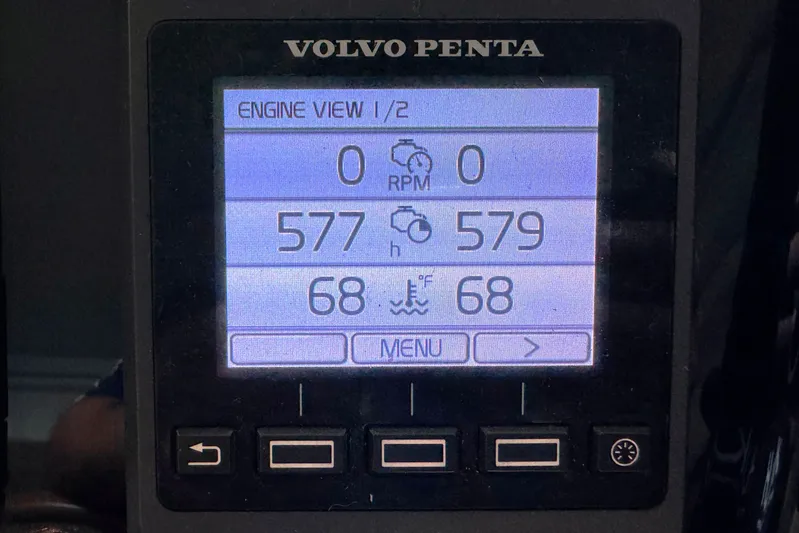 VOLVO PENTA
ENGINE VIEW 1/2
0 RPM 0
577 h 579
68 °F 68
MENU >